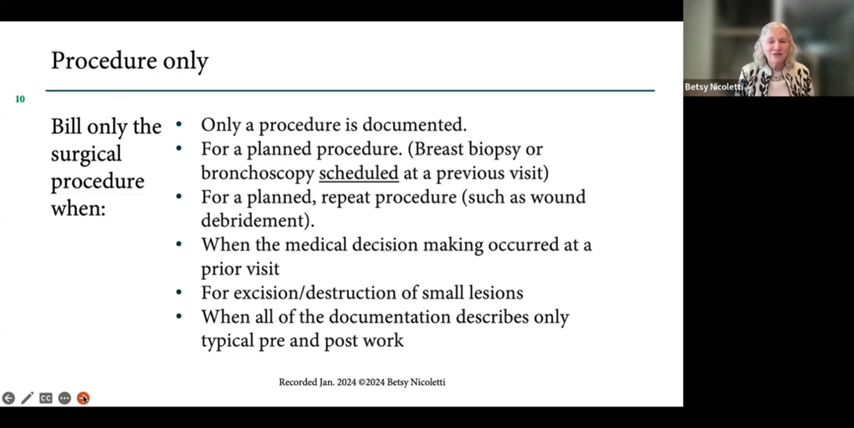 Procedure only
10
Bill only the
surgical
procedure
when:
• Only a procedure is documented.
• For a planned procedure. (Breast biopsy or
bronchoscopy scheduled at a previous visit)
• For a planned, repeat procedure (such as wound
debridement).
• When the medical decision making occurred at a
prior visit
• For excision/destruction of small lesions
• When all of the documentation describes only
typical pre and post work
Recorded Jan. 2024 ©2024 Betsy Nicoletti
CC
Betsy Nicoletti